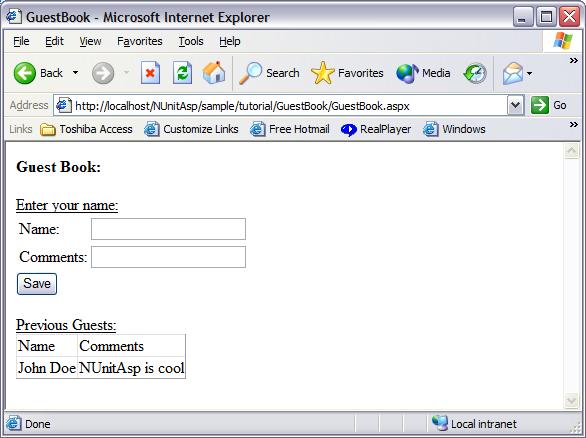 GuestBook - Microsoft Internet Explorer
File Edit View Favorites Tools Help
Back Search Favorites Media
Address http://localhost/NUnitAsp/sample/tutorial/GuestBook/GuestBook.aspx Go
Links Toshiba Access Customize Links Free Hotmail RealPlayer Windows
Guest Book:
Enter your name:
Name:
Comments:
Save
Previous Guests:
Name Comments
John Doe NUnitAsp is cool
Done Local intranet